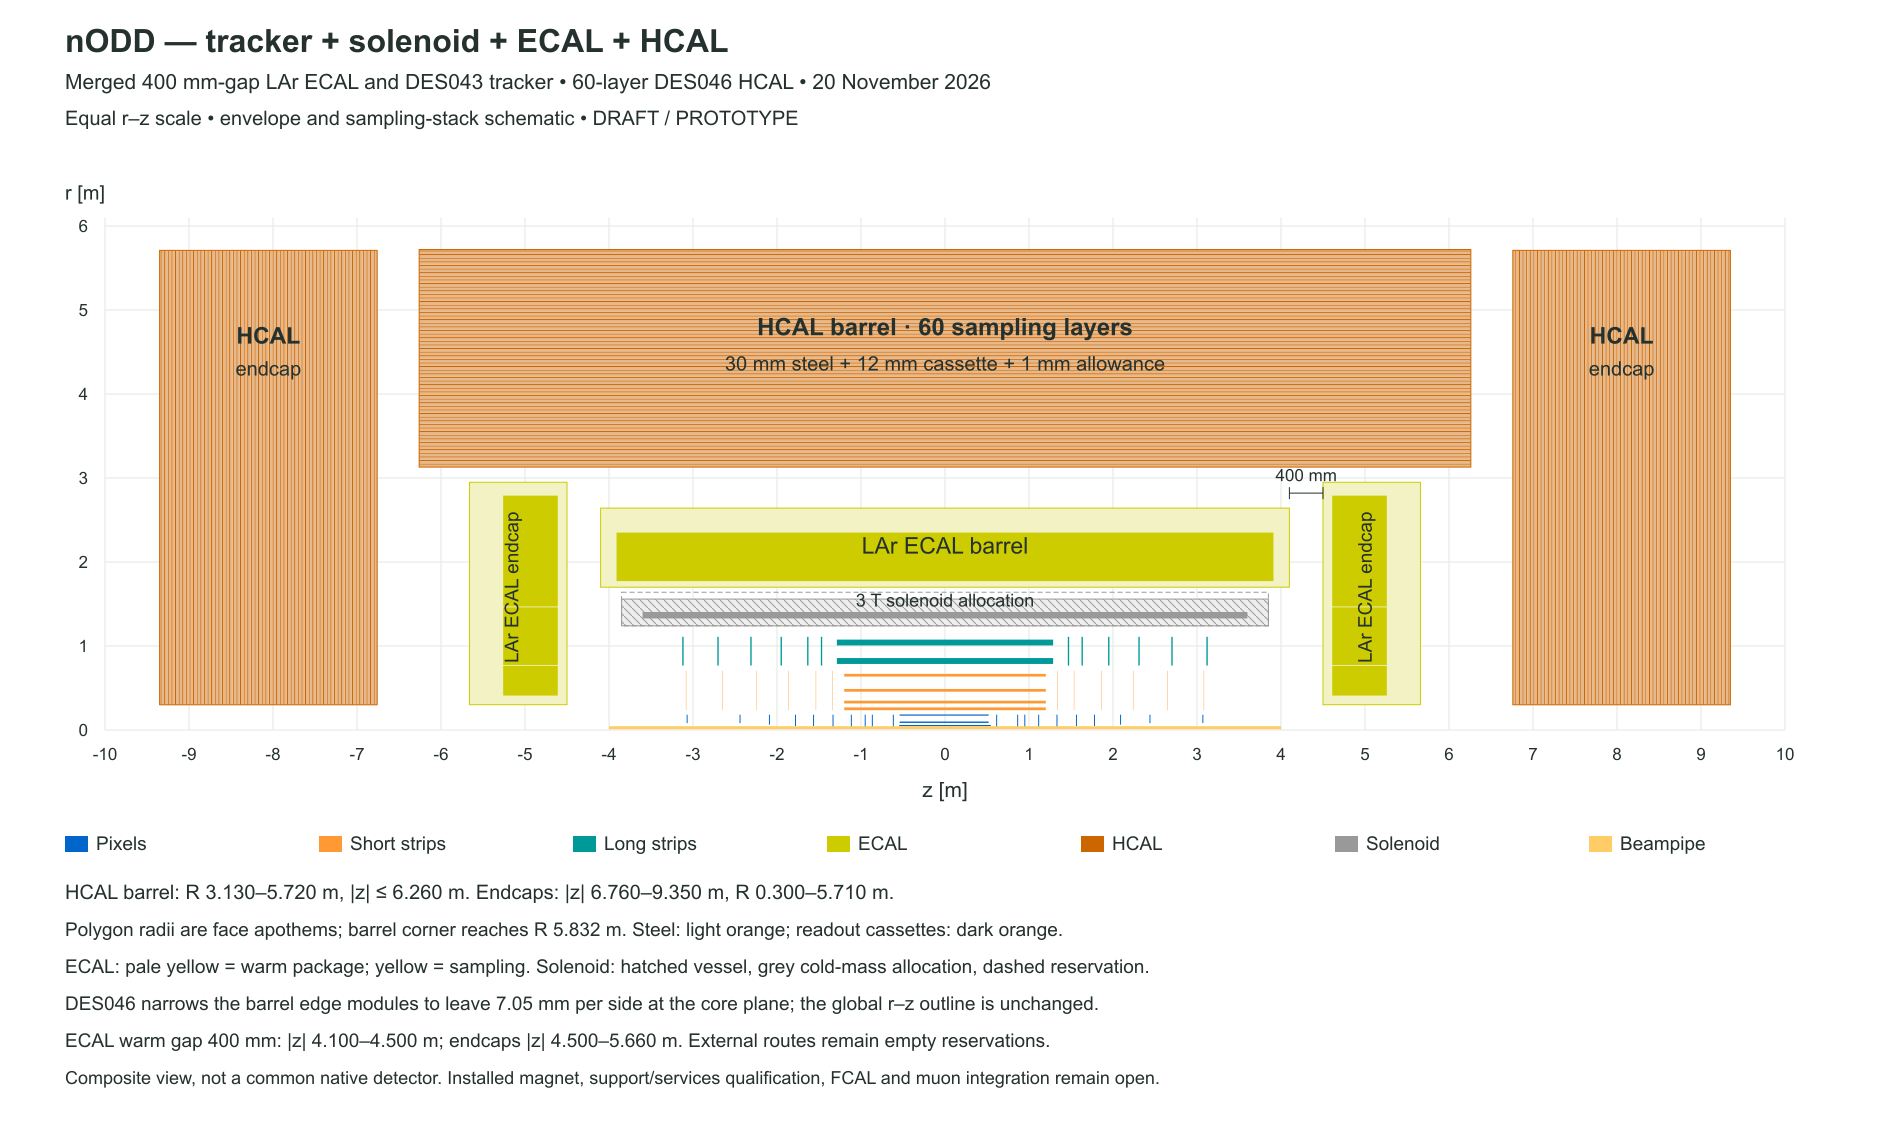 nODD — tracker + solenoid + ECAL + HCAL
Merged 400 mm-gap LAr ECAL and DES043 tracker • 60-layer DES046 HCAL • 20 November 2026
Equal r–z scale • envelope and sampling-stack schematic • DRAFT / PROTOTYPE
r [m]
6
5
4
3
2
1
0
HCAL
endcap
HCAL barrel · 60 sampling layers
30 mm steel + 12 mm cassette + 1 mm allowance
HCAL
endcap
400 mm
LAr ECAL endcap
LAr ECAL barrel
LAr ECAL endcap
3 T solenoid allocation
-10 -9 -8 -7 -6 -5 -4 -3 -2 -1 0 1 2 3 4 5 6 7 8 9 10
z [m]
Pixels Short strips Long strips ECAL HCAL Solenoid Beampipe
HCAL barrel: R 3.130–5.720 m, |z| ≤ 6.260 m. Endcaps: |z| 6.760–9.350 m, R 0.300–5.710 m.
Polygon radii are face apothems; barrel corner reaches R 5.832 m. Steel: light orange; readout cassettes: dark orange.
ECAL: pale yellow = warm package; yellow = sampling. Solenoid: hatched vessel, grey cold-mass allocation, dashed reservation.
DES046 narrows the barrel edge modules to leave 7.05 mm per side at the core plane; the global r–z outline is unchanged.
ECAL warm gap 400 mm: |z| 4.100–4.500 m; endcaps |z| 4.500–5.660 m. External routes remain empty reservations.
Composite view, not a common native detector. Installed magnet, support/services qualification, FCAL and muon integration remain open.